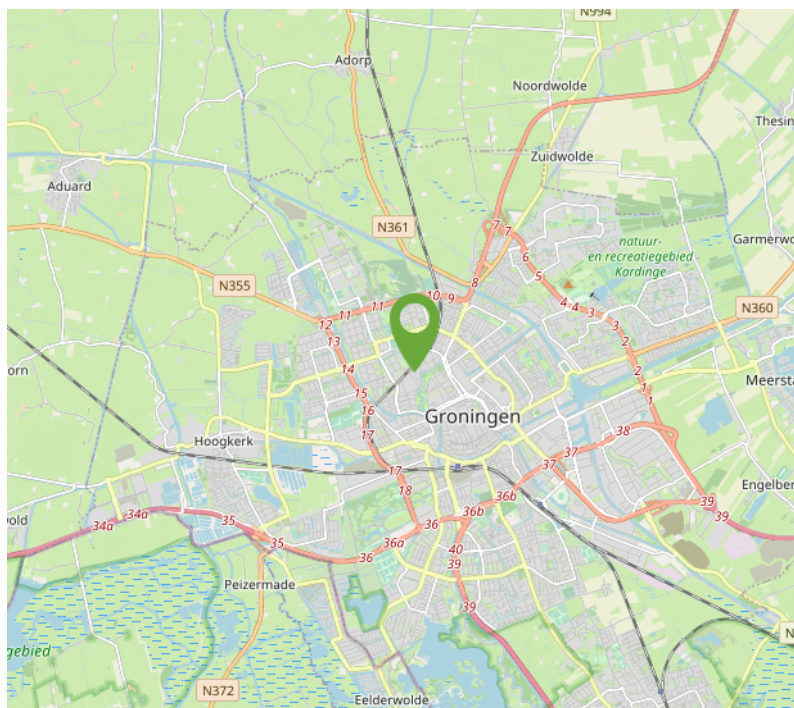 N994
Adorp
Noordwolde
Thesin
Zuidwolde
Aduard
N361
7
7
natuur-
en recreatiegebied
Kardinge
Garmerwo
6
5
8
N355
10
9
11
11
4
4
3
3
N360
12
13
2
2
14
1
1
orn
15
Meersta
16
Groningen
17
38
Hoogkerk
37
37
17
18
Engelber
36b
39
39
vold
34a
34a
35
36
36b
35
36a
36
40
39
Peizermade
39
N
gebied
N372
Eelderwolde